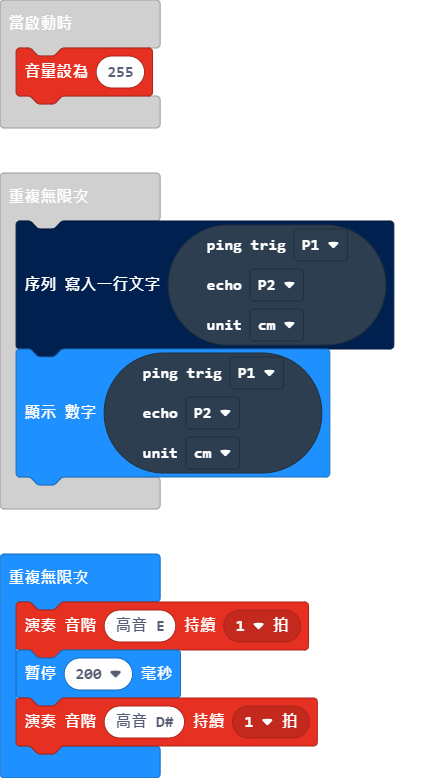 當啟動時
音量設為 255
重複無限次
序列 寫入一行文字 ping trig P1
echo P2
unit cm
顯示 數字 ping trig P1
echo P2
unit cm
重複無限次
演奏 音階 高音 E 持續 1 拍
暫停 200 毫秒
演奏 音階 高音 D# 持續 1 拍